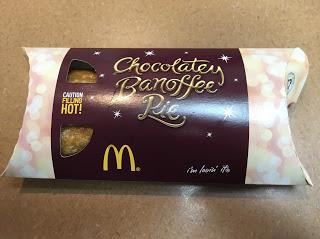 Chocolatey
Banoffee
Pie
CAUTION
FILLING
HOT!
M®
i'm lovin' it